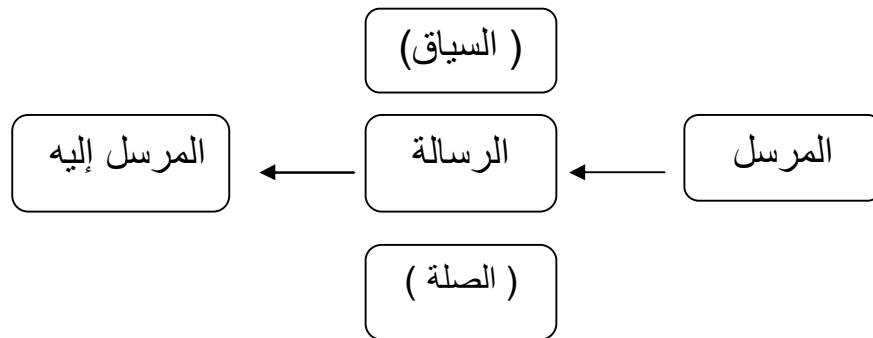 ( السياق)
المرسل
الرسالة
المرسل إليه
( الصلة )